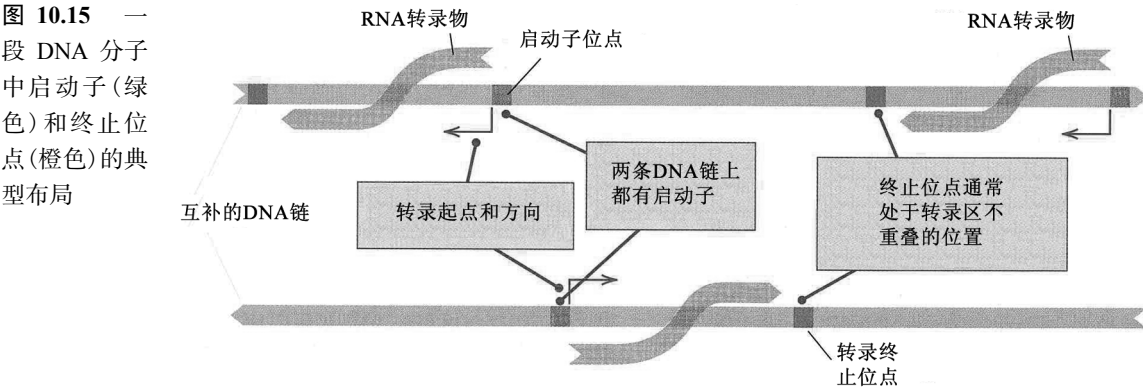 图 10.15 一
段 DNA 分子
中启动子(绿
色)和终止位
点(橙色)的典
型布局
RNA转录物
启动子位点
RNA转录物
互补的DNA链
转录起点和方向
两条DNA链上
都有启动子
终止位点通常
处于转录区不
重叠的位置
转录终
止位点